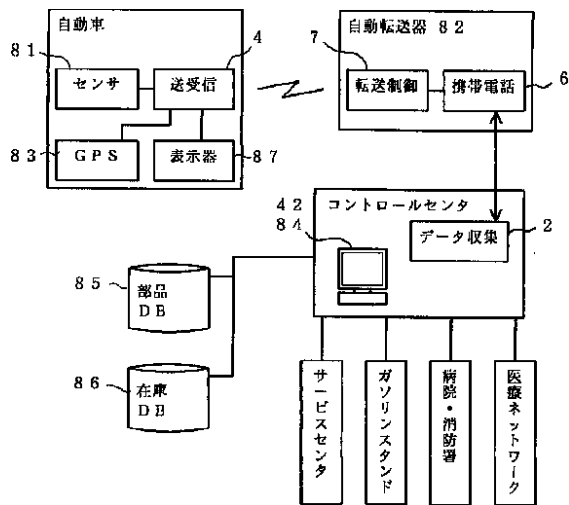 自動車
81
センサ
4
送受信
83
GPS
表示器
87
自動転送器 82
7
転送制御
携帯電話
6
42
コントロールセンタ
84
データ収集
2
85
部品
DB
86
在庫
DB
サービスセンタ
ガソリンスタンド
病院・消防署
医療ネットワーク